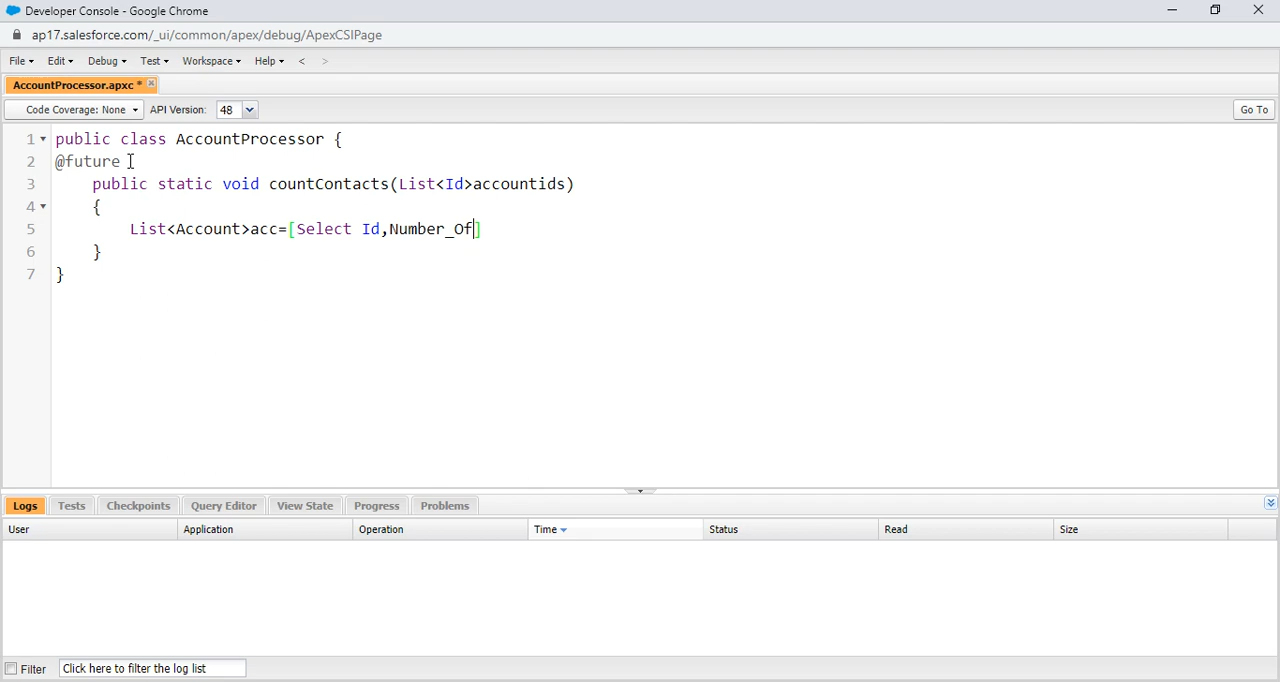 Developer Console - Google Chrome
ap17.salesforce.com/_ui/common/apex/debug/ApexCSIPage
File Edit Debug Test Workspace Help < >
AccountProcessor.apxc *
Code Coverage: None API Version: 48 Go To
1 public class AccountProcessor {
2 @future
3 public static void countContacts(List<Id>accountids)
4 {
5 List<Account>acc=[Select Id,Number_Of]
6 }
7 }
Logs Tests Checkpoints Query Editor View State Progress Problems
User Application Operation Time Status Read Size
Filter Click here to filter the log list